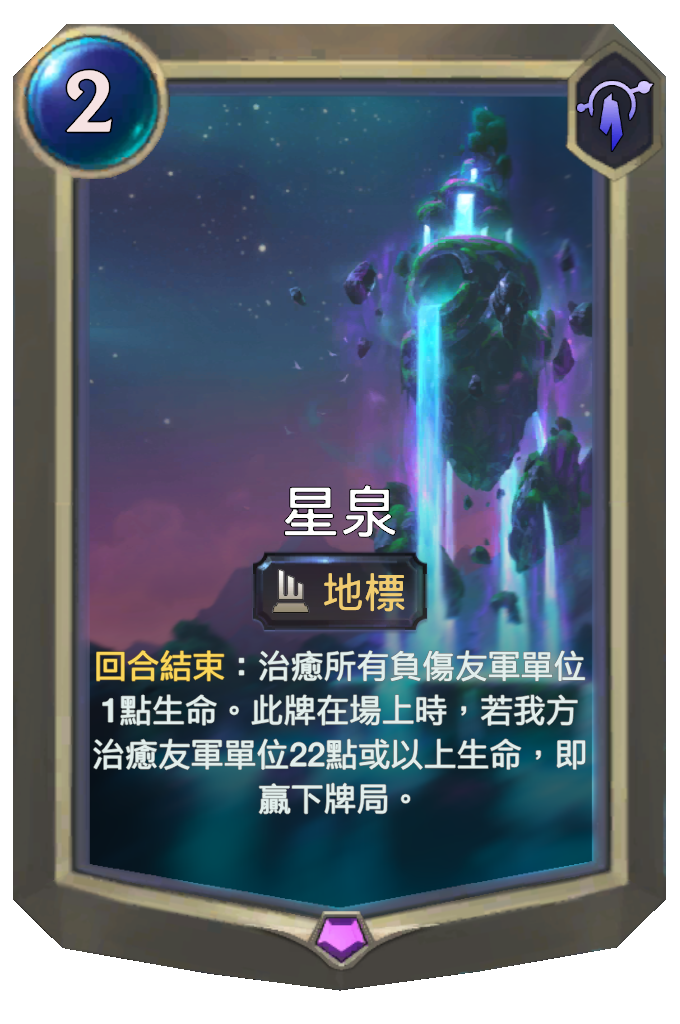 2
星泉
地標
回合結束：治癒所有負傷友軍單位
1點生命。此牌在場上時，若我方
治癒友軍單位22點或以上生命，即
贏下牌局。